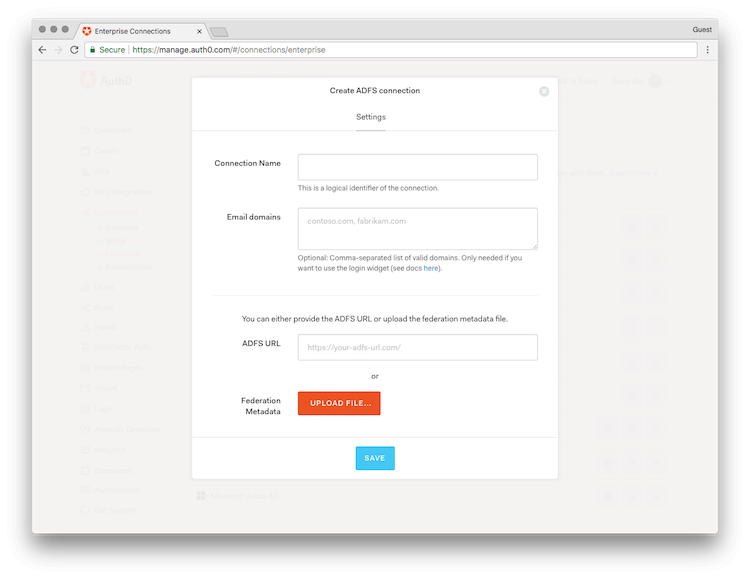 Enterprise Connections
Guest
Secure https://manage.auth0.com/#/connections/enterprise
Auth0
Create ADFS connection
Settings
Connection Name
This is a logical identifier of the connection.
Email domains
contoso.com, fabrikam.com
Optional: Comma-separated list of valid domains. Only needed if you
want to use the login widget (see docs here).
You can either provide the ADFS URL or upload the federation metadata file.
ADFS URL
https://your-adfs-url.com/
or
Federation
Metadata
UPLOAD FILE...
SAVE